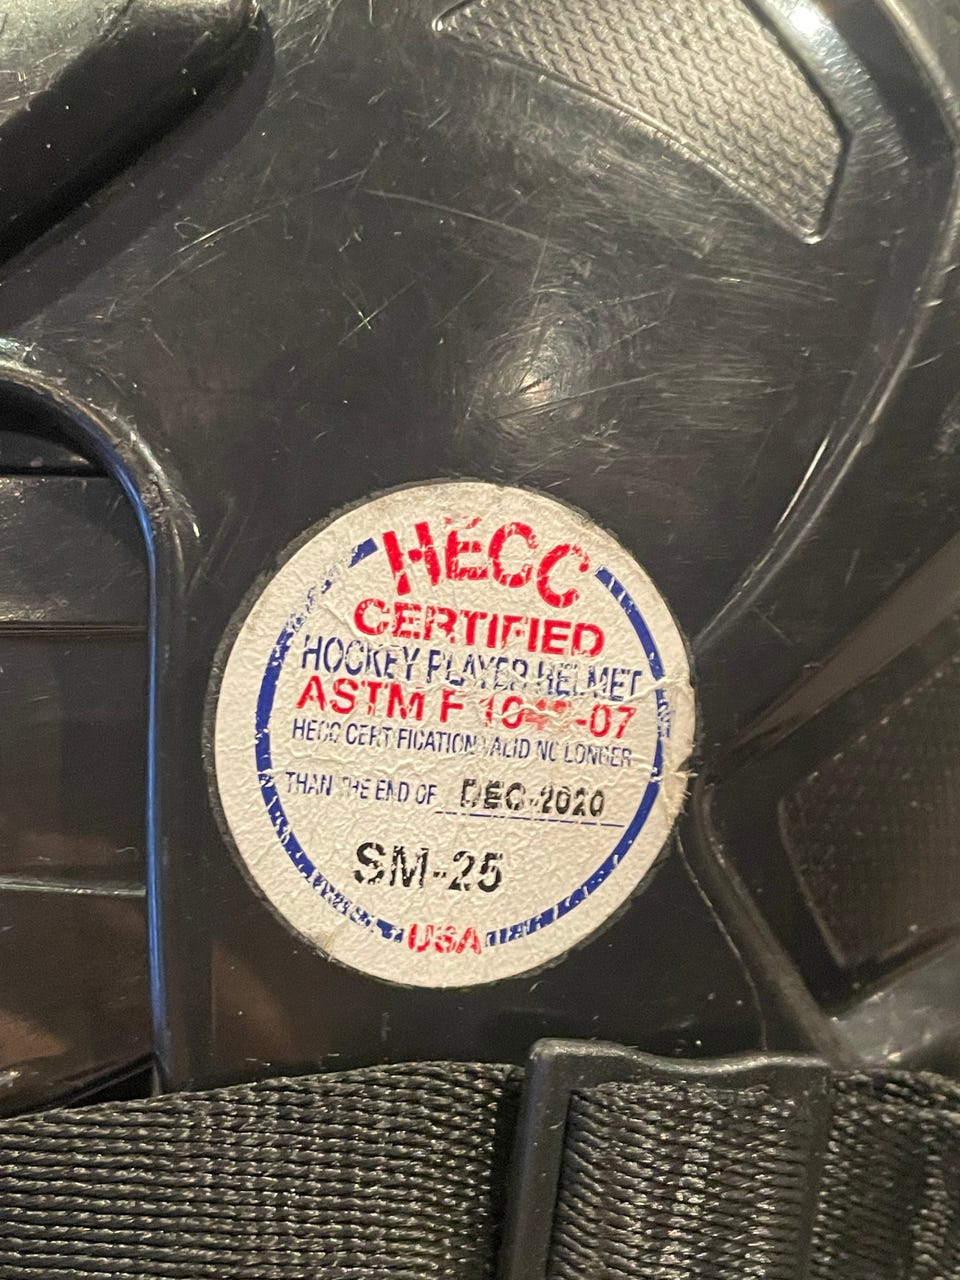 HECC
CERTIFIED
HOCKEY PLAYER HELMET
ASTM F
HECC CERTIFICATION VALID NO LONGER
THAN THE END OF DEC-2020
SM-25
USA